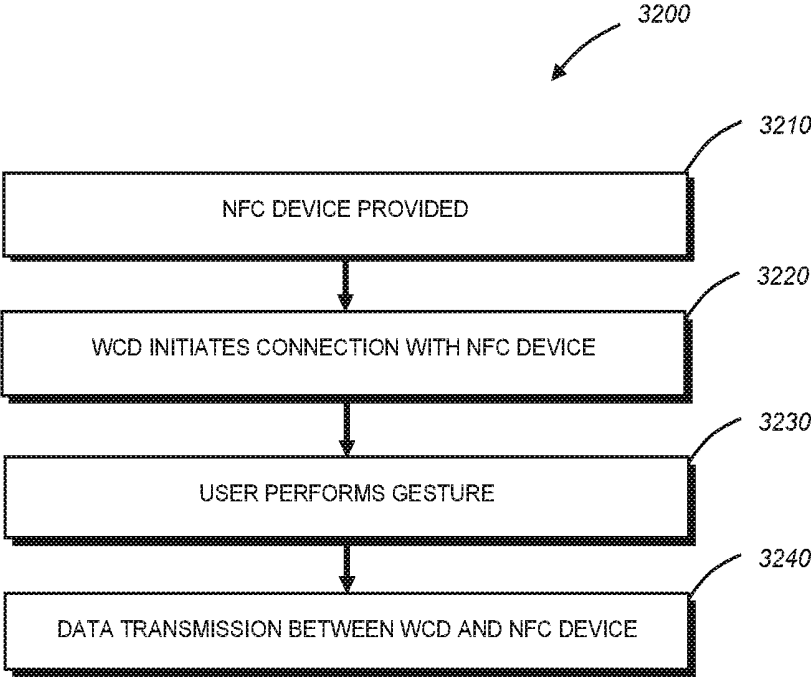 3200
3210
NFC DEVICE PROVIDED
3220
WCD INITIATES CONNECTION WITH NFC DEVICE
3230
USER PERFORMS GESTURE
3240
DATA TRANSMISSION BETWEEN WCD AND NFC DEVICE